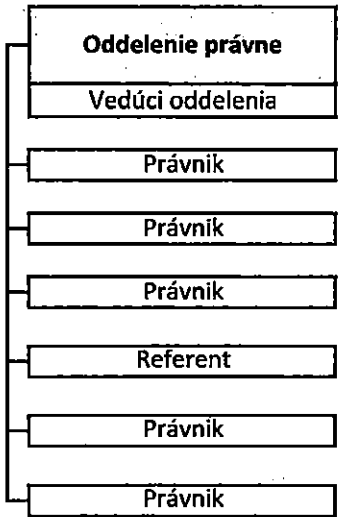 Oddelenie právne
Vedúci oddelenia
Právnik
Právnik
Právnik
Referent
Právnik
Právnik